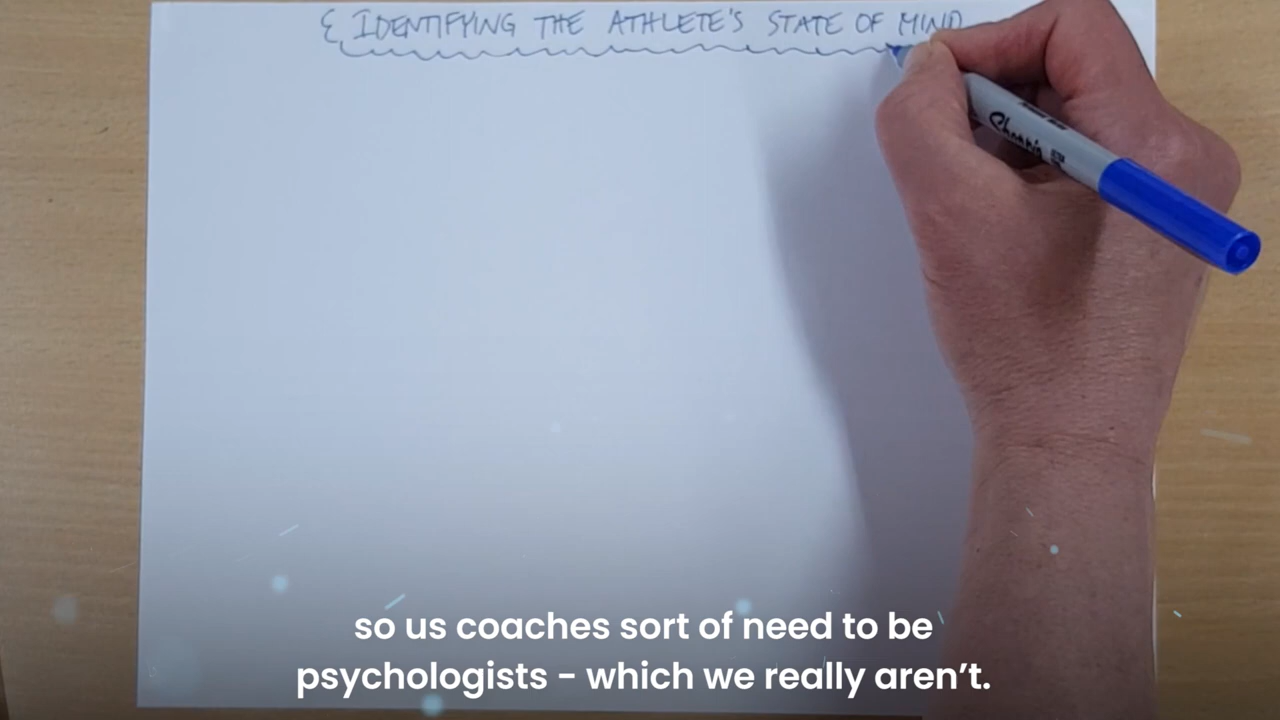 & IDENTIFYING THE ATHLETE'S STATE OF MIND
Sharpie
so us coaches sort of need to be
psychologists - which we really aren't.